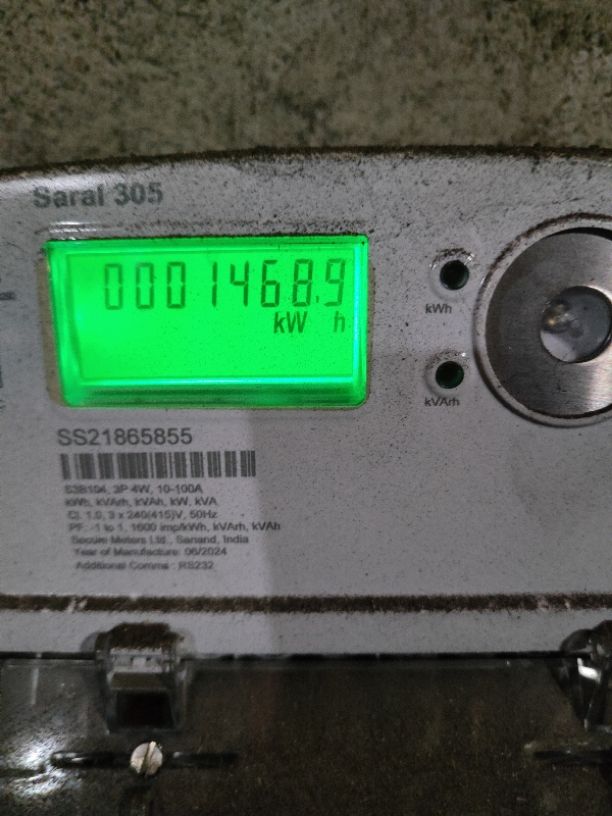 Saral 305
0001468.9
kW h
kWh
kVArh
SS21865855
S3B104, 3P 4W, 10-100A
kWh, kVArh, kVAh, kW, kVA
Cl. 1.0, 3 x 240(415)V, 50Hz
PF: -1 to 1, 1600 imp/kWh, kVArh, kVAh
Secure Meters Ltd., Sanand, India
Year of Manufacture: 06/2024
Additional Comms : RS232